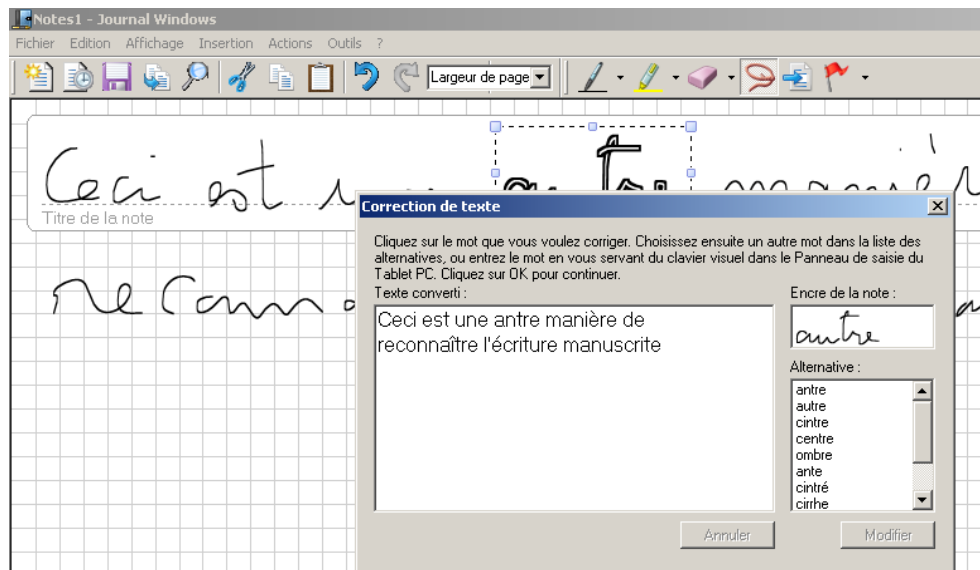 Notes1 - Journal Windows
Fichier Edition Affichage Insertion Actions Outils ?
Largeur de page
Ceci est
Titre de la note
Correction de texte
Cliquez sur le mot que vous voulez corriger. Choisissez ensuite un autre mot dans la liste des
alternatives, ou entrez le mot en vous servant du clavier visuel dans le Panneau de saisie du
Tablet PC. Cliquez sur OK pour continuer.
Texte converti :
Ceci est une antre manière de
reconnaître l'écriture manuscrite
Encre de la note :
autre
Alternative :
antre
autre
cintre
centre
ombre
ante
cintré
cirrhe
Annuler
Modifier